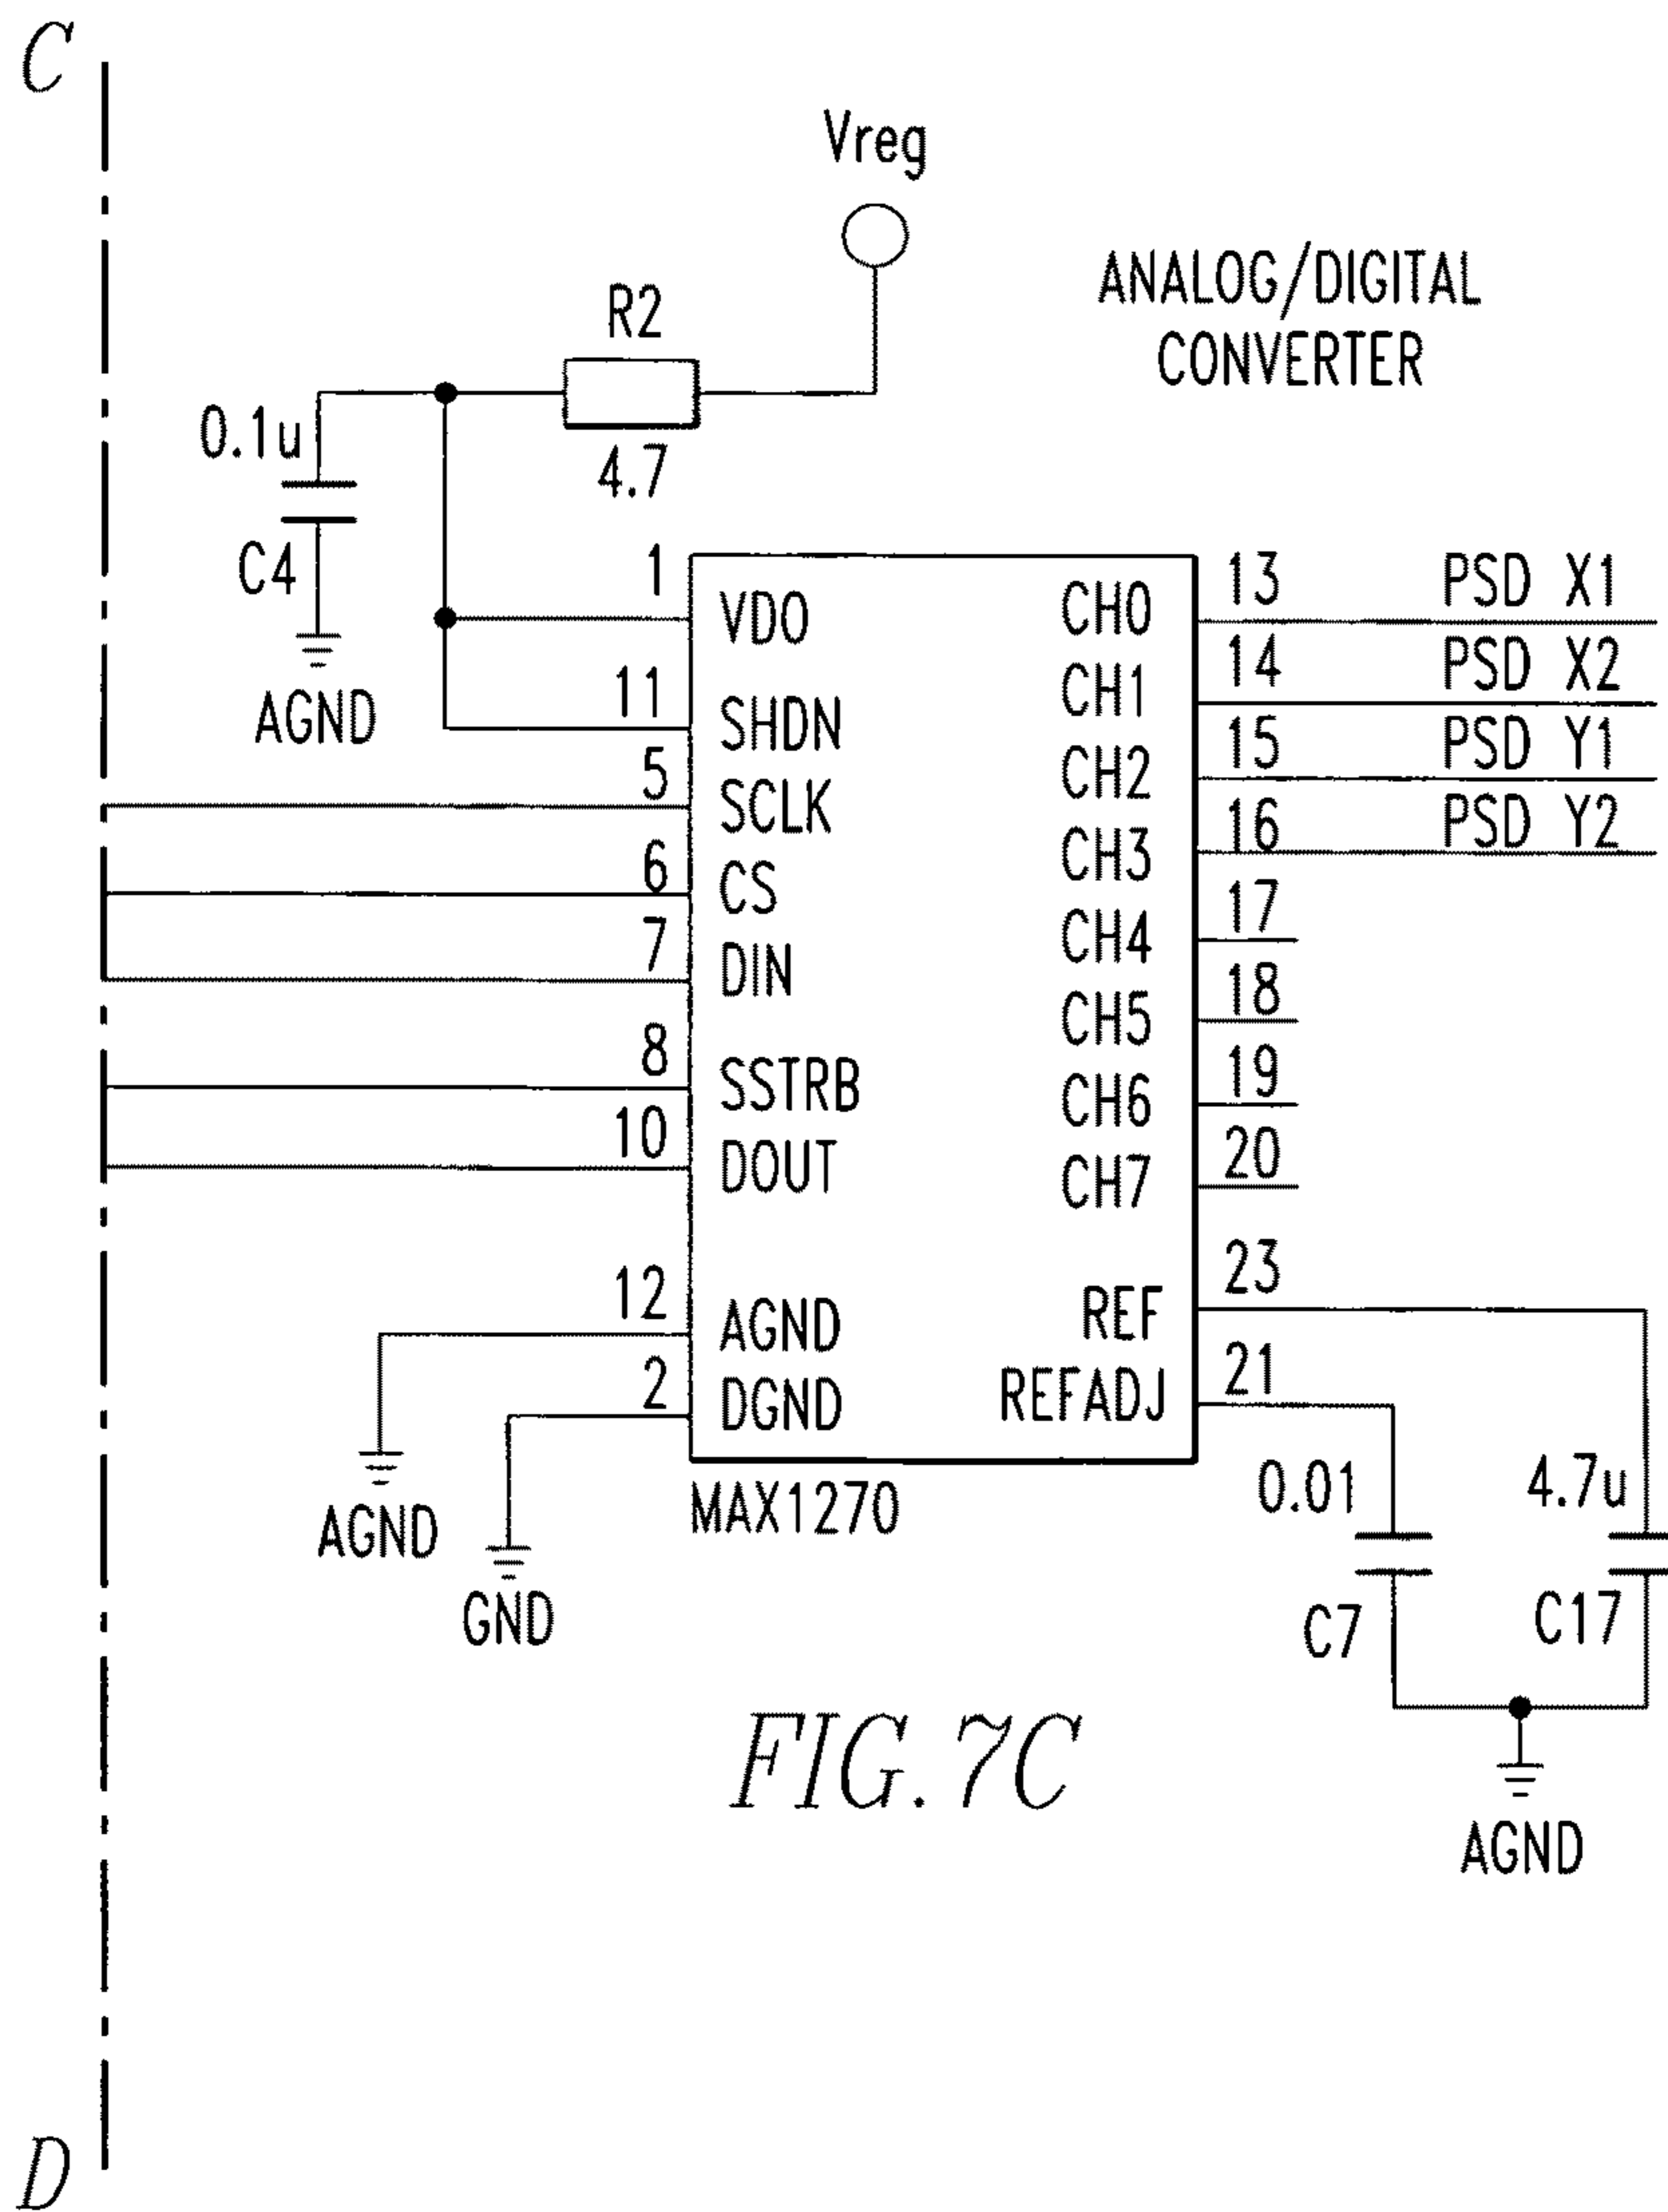 C
Vreg
ANALOG/DIGITAL
CONVERTER
R2
4.7
0.1u
C4
AGND
1
VDO
11
SHDN
5
SCLK
6
CS
7
DIN
8
SSTRB
10
DOUT
12
AGND
2
DGND
CH0
13
PSD X1
CH1
14
PSD X2
CH2
15
PSD Y1
CH3
16
PSD Y2
CH4
17
CH5
18
CH6
19
CH7
20
REF
23
REFADJ
21
MAX1270
AGND
GND
0.01
C7
4.7u
C17
AGND
FIG. 7C
D